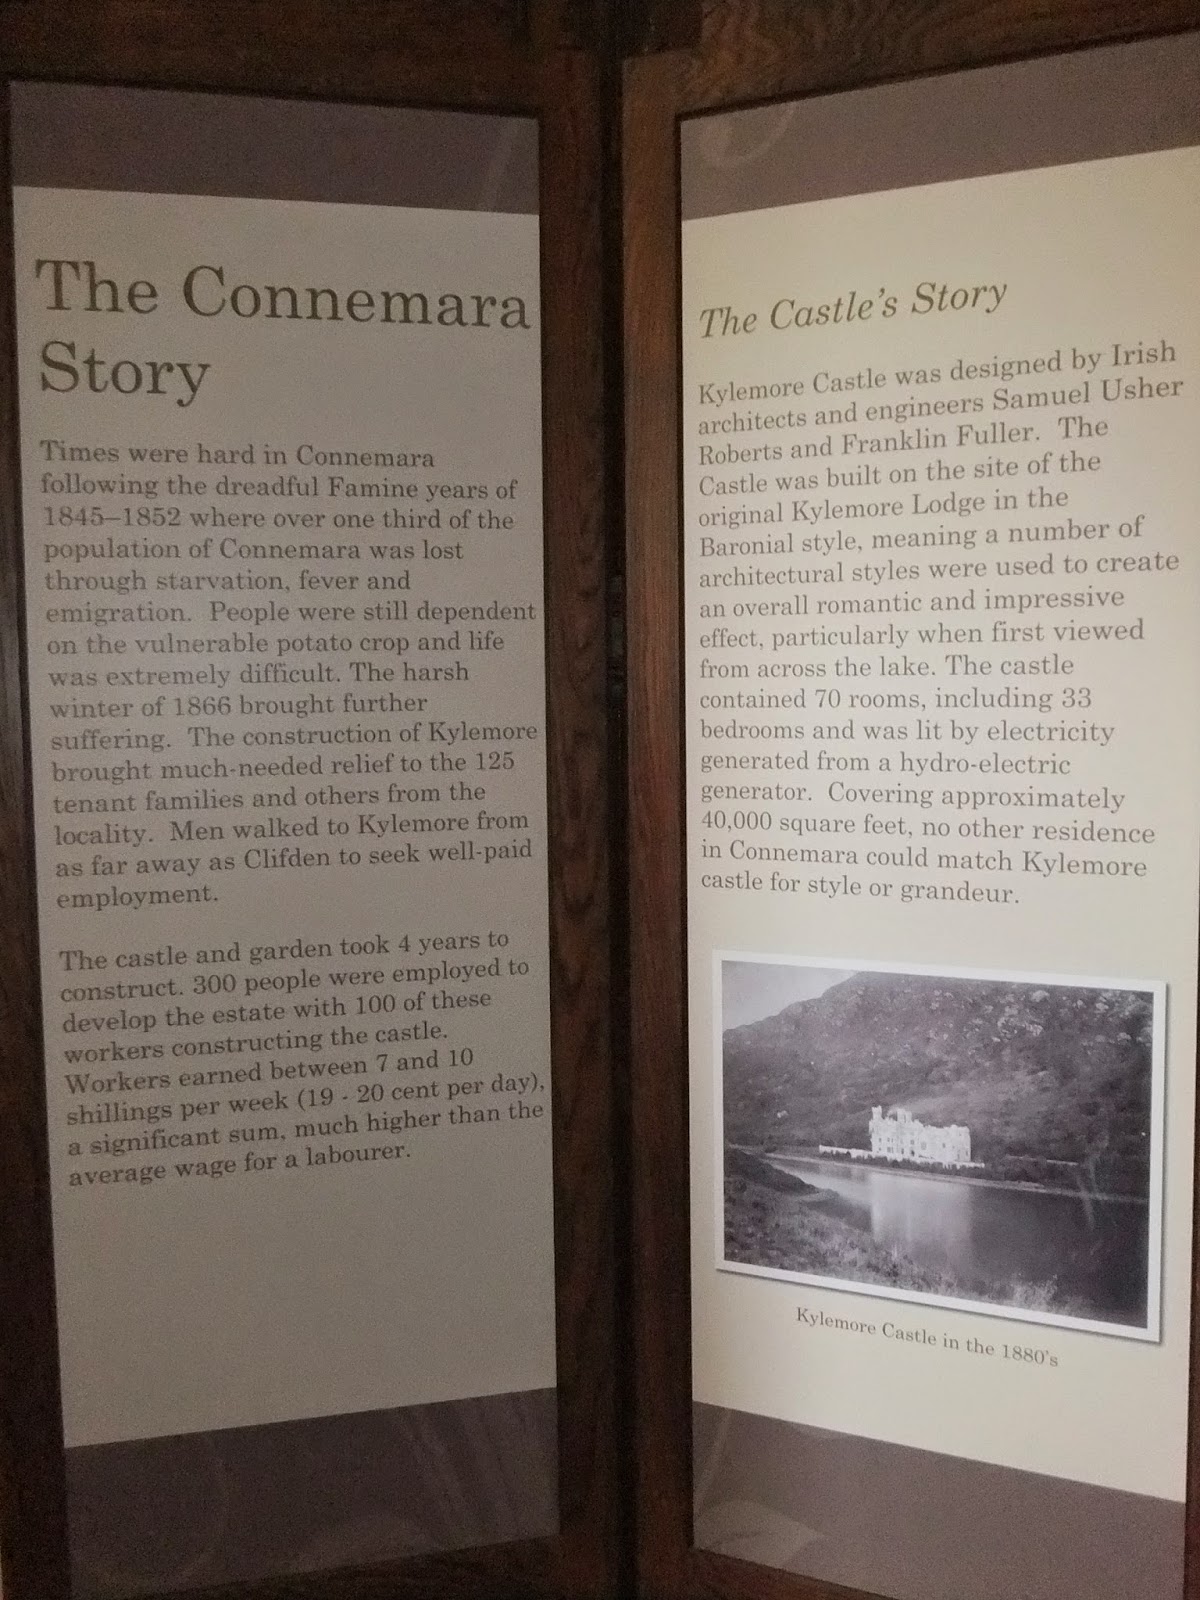 The Connemara
Story
Times were hard in Connemara
following the dreadful Famine years of
1845–1852 where over one third of the
population of Connemara was lost
through starvation, fever and
emigration.  People were still dependent
on the vulnerable potato crop and life
was extremely difficult. The harsh
winter of 1866 brought further
suffering.  The construction of Kylemore
brought much-needed relief to the 125
tenant families and others from the
locality.  Men walked to Kylemore from
as far away as Clifden to seek well-paid
employment.
The castle and garden took 4 years to
construct. 300 people were employed to
develop the estate with 100 of these
workers constructing the castle.
Workers earned between 7 and 10
shillings per week (19 - 20 cent per day),
a significant sum, much higher than the
average wage for a labourer.
The Castle's Story
Kylemore Castle was designed by Irish
architects and engineers Samuel Usher
Roberts and Franklin Fuller.  The
Castle was built on the site of the
original Kylemore Lodge in the
Baronial style, meaning a number of
architectural styles were used to create
an overall romantic and impressive
effect, particularly when first viewed
from across the lake. The castle
contained 70 rooms, including 33
bedrooms and was lit by electricity
generated from a hydro-electric
generator.  Covering approximately
40,000 square feet, no other residence
in Connemara could match Kylemore
castle for style or grandeur.
Kylemore Castle in the 1880's